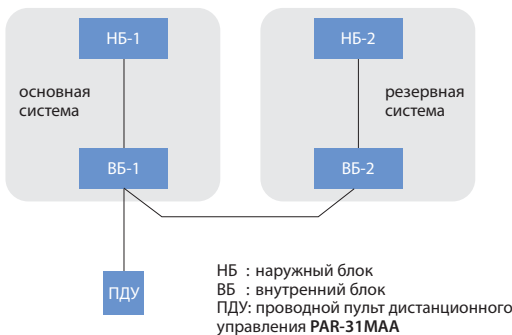 НБ-1
НБ-2
основная
система
резервная
система
ВБ-1
ВБ-2
ПДУ
НБ : наружный блок
ВБ : внутренний блок
ПДУ: проводной пульт дистанционного
управления PAR-31MAA